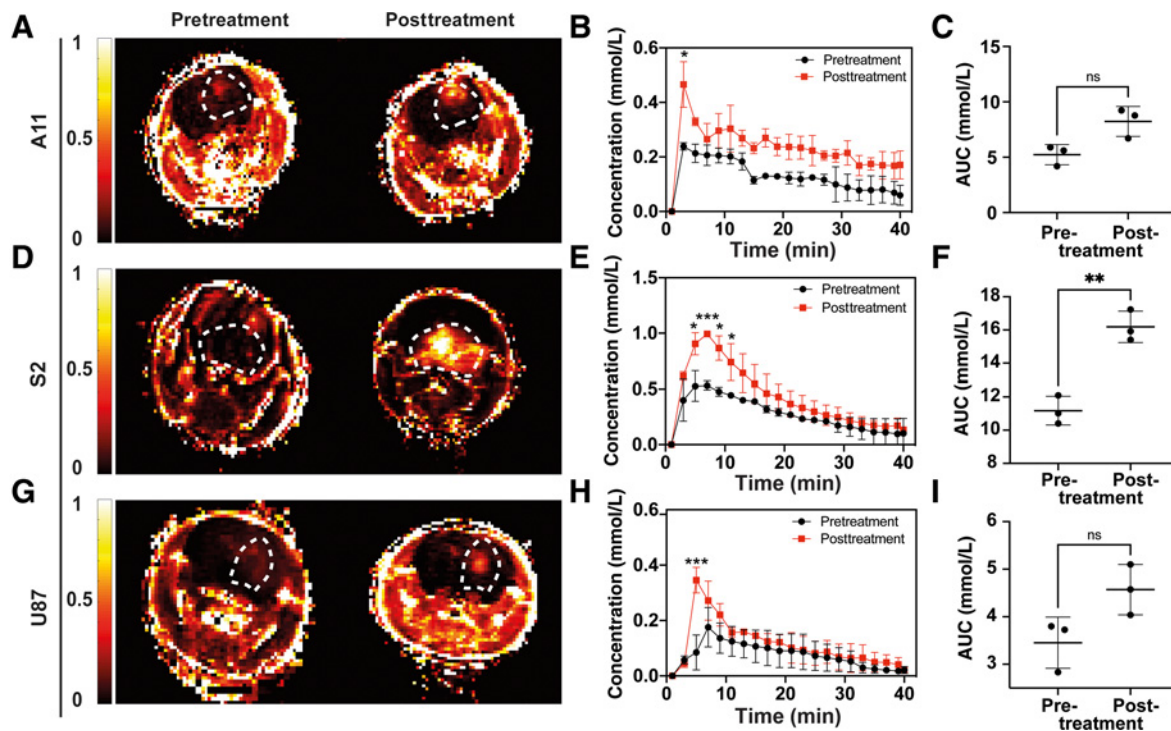 Pretreatment Posttreatment
A
A11
1
0.5
0
B
Concentration (mmol/L)
0.6
0.4
0.2
0.0
*
Pretreatment
Posttreatment
0 10 20 30 40
Time (min)
C
AUC (mmol/L)
15
10
5
0
ns
Pre- Post-
treatment
D
S2
1
0.5
0
E
Concentration (mmol/L)
1.5
1.0
0.5
0.0
* *** * *
Pretreatment
Posttreatment
0 10 20 30 40
Time (min)
F
AUC (mmol/L)
18
16
14
12
10
8
**
Pre- Post-
treatment
G
U87
1
0.5
0
H
Concentration (mmol/L)
0.6
0.4
0.2
0.0
***
Pretreatment
Posttreatment
0 10 20 30 40
Time (min)
I
AUC (mmol/L)
6
5
4
3
ns
Pre- Post-
treatment